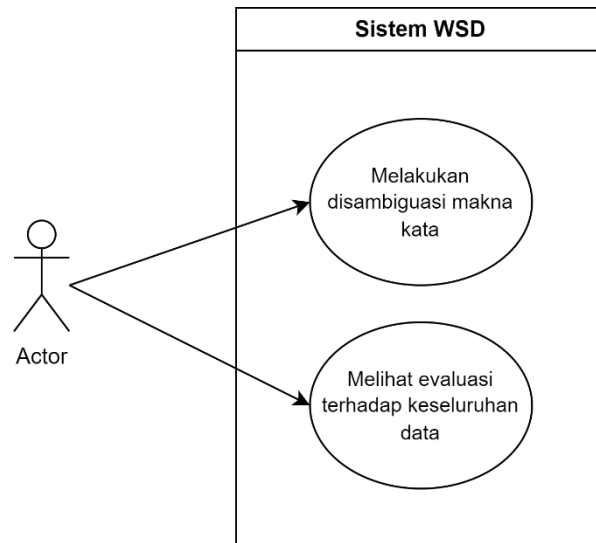 Sistem WSD
Melakukan
disambiguasi makna
kata
Actor
Melihat evaluasi
terhadap keseluruhan
data